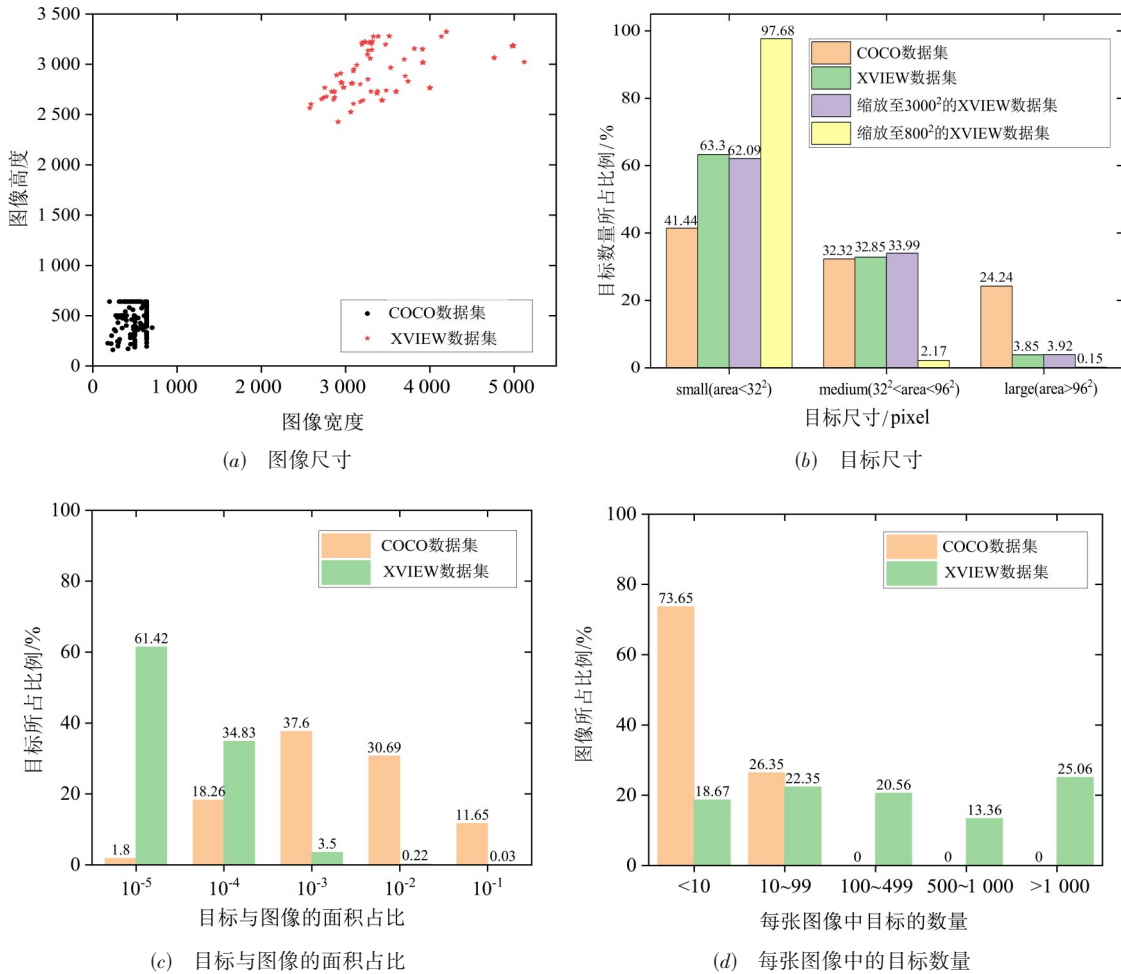 3 500
3 000
2 500
2 000
1 500
1 000
500
0
图像高度
COCO数据集
XVIEW数据集
0 1 000 2 000 3 000 4 000 5 000
图像宽度
(a) 图像尺寸
100
80
60
40
20
0
目标数量所占比例/%
COCO数据集
XVIEW数据集
缩放至3000²的XVIEW数据集
缩放至800²的XVIEW数据集
41.44 63.3 62.09 97.68
32.32 32.85 33.99 2.17
24.24 3.85 3.92 0.15
small(area<32²) medium(32²<area<96²) large(area>96²)
目标尺寸/pixel
(b) 目标尺寸
100
80
60
40
20
0
目标所占比例/%
COCO数据集
XVIEW数据集
1.8 61.42
18.26 34.83
37.6 3.5
30.69 0.22
11.65 0.03
10⁻⁵ 10⁻⁴ 10⁻³ 10⁻² 10⁻¹
目标与图像的面积占比
(c) 目标与图像的面积占比
100
80
60
40
20
0
图像所占比例/%
COCO数据集
XVIEW数据集
73.65 18.67
26.35 22.35
0 20.56
0 13.36
0 25.06
<10 10~99 100~499 500~1 000 >1 000
每张图像中目标的数量
(d) 每张图像中的目标数量